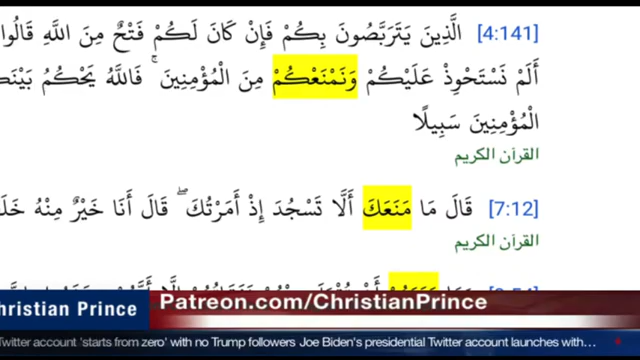 [4:141] الَّذِينَ يَتَرَبَّصُونَ بِكُمْ فَإِنْ كَانَ لَكُمْ فَتْحٌ مِنَ اللَّهِ قَالُوا
أَلَمْ نَسْتَحْوِذْ عَلَيْكُمْ وَنَمْنَعْكُمْ مِنَ الْمُؤْمِنِينَ ۚ فَاللَّهُ يَحْكُمُ
الْمُؤْمِنِينَ سَبِيلًا
القرآن الكريم
[7:12] قَالَ مَا مَنَعَكَ أَلَّا تَسْجُدَ إِذْ أَمَرْتُكَ ۖ قَالَ أَنَا خَيْرٌ مِنْهُ
القرآن الكريم
Christian Prince
Patreon.com/ChristianPrince
Twitter account 'starts from zero' with no Trump followers Joe Biden's presidential Twitter account launches with…